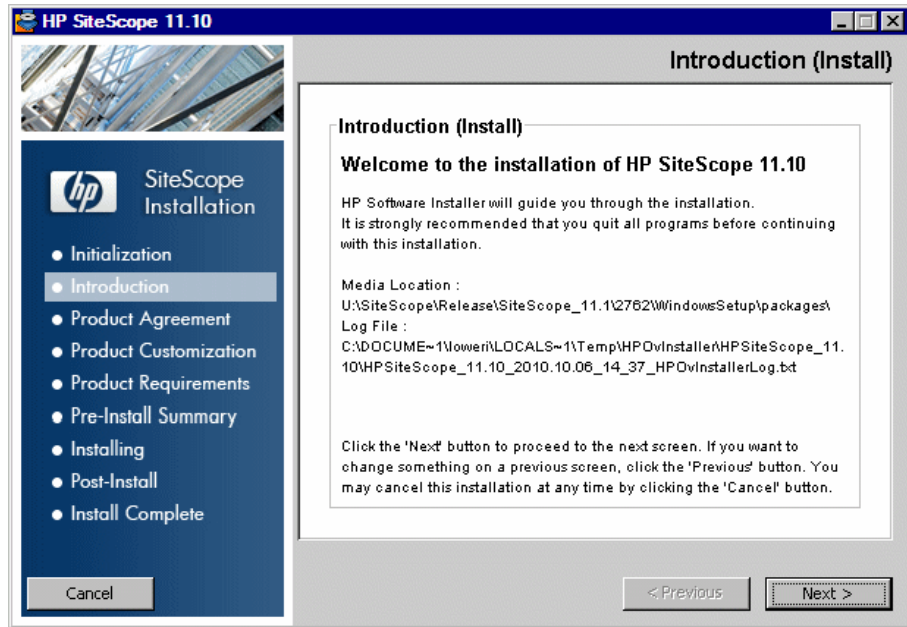 HP SiteScope 11.10
Introduction (Install)
hp
SiteScope
Installation
Initialization
Introduction
Product Agreement
Product Customization
Product Requirements
Pre-Install Summary
Installing
Post-Install
Install Complete
Introduction (Install)
Welcome to the installation of HP SiteScope 11.10
HP Software Installer will guide you through the installation.
It is strongly recommended that you quit all programs before continuing
with this installation.
Media Location :
U:\SiteScope\Release\SiteScope_11.1\2762\WindowsSetup\packages\
Log File :
C:\DOCUME~1\loweri\LOCALS~1\Temp\HPOvInstaller\HPSiteScope_11.
10\HPSiteScope_11.10_2010.10.06_14_37_HPOvInstallerLog.txt
Click the 'Next' button to proceed to the next screen. If you want to
change something on a previous screen, click the 'Previous' button. You
may cancel this installation at any time by clicking the 'Cancel' button.
Cancel
< Previous
Next >